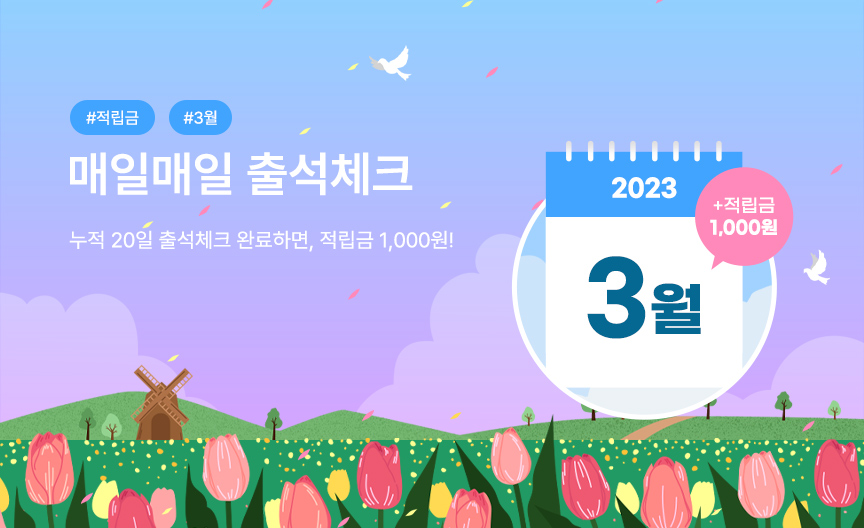 #적립금 #3월
매일매일 출석체크
누적 20일 출석체크 완료하면, 적립금 1,000원!
2023
+적립금
1,000원
3월